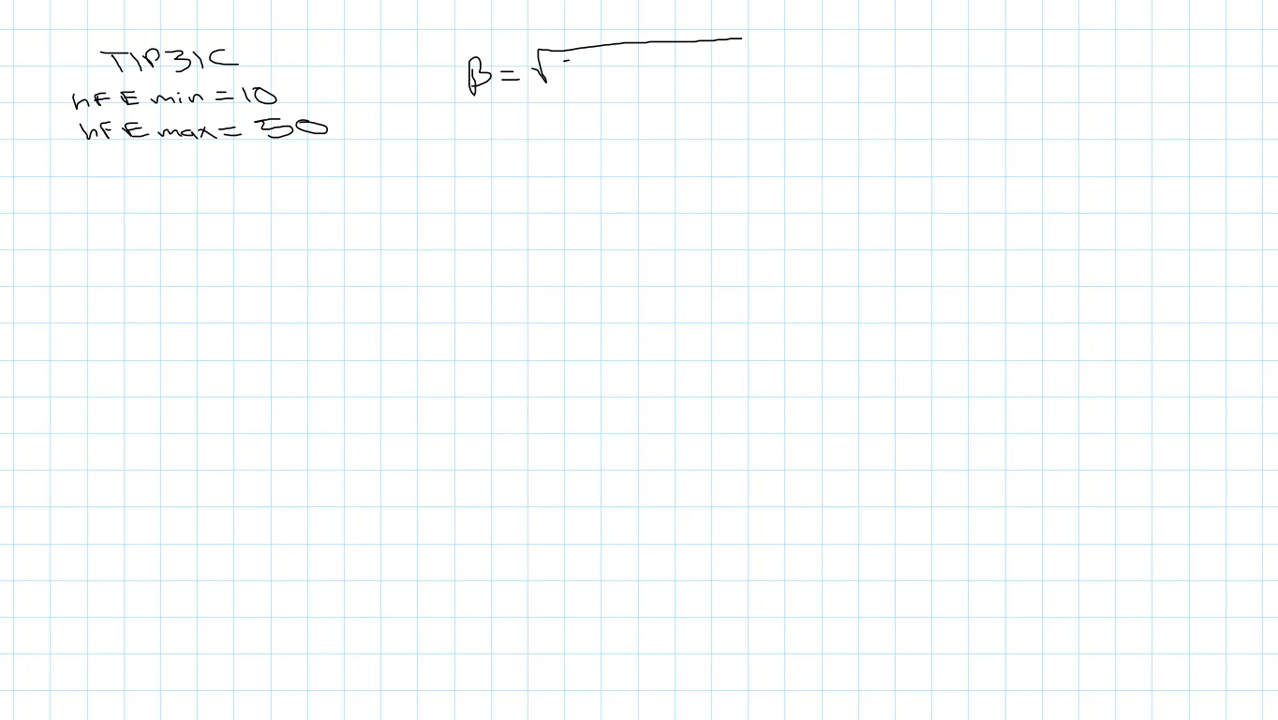 TIP31C
hFE min = 10
hFE max = 50
β = √